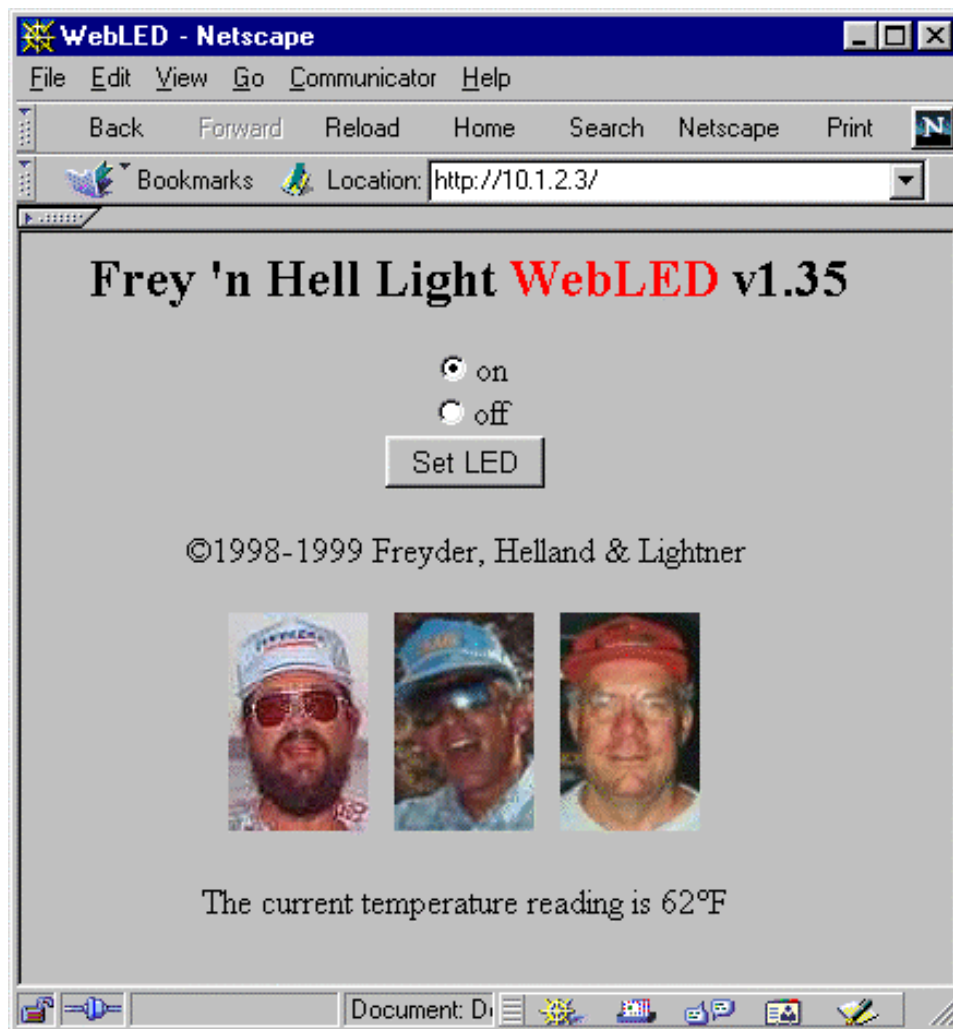 WebLED - Netscape
File Edit View Go Communicator Help
Back Forward Reload Home Search Netscape Print N
Bookmarks Location: http://10.1.2.3/
Frey 'n Hell Light WebLED v1.35
on
off
Set LED
©1998-1999 Freyder, Helland & Lightner
The current temperature reading is 62°F
Document: D